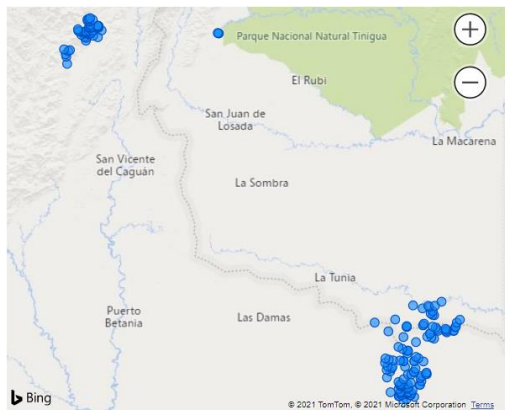 Parque Nacional Natural Tinigua
El Rubi
San Juan de
Losada
La Macarena
San Vicente
del Caguán
La Sombra
La Tunia
Puerto
Betania
Las Damas
Bing
© 2021 TomTom, © 2021 Microsoft Corporation Terms